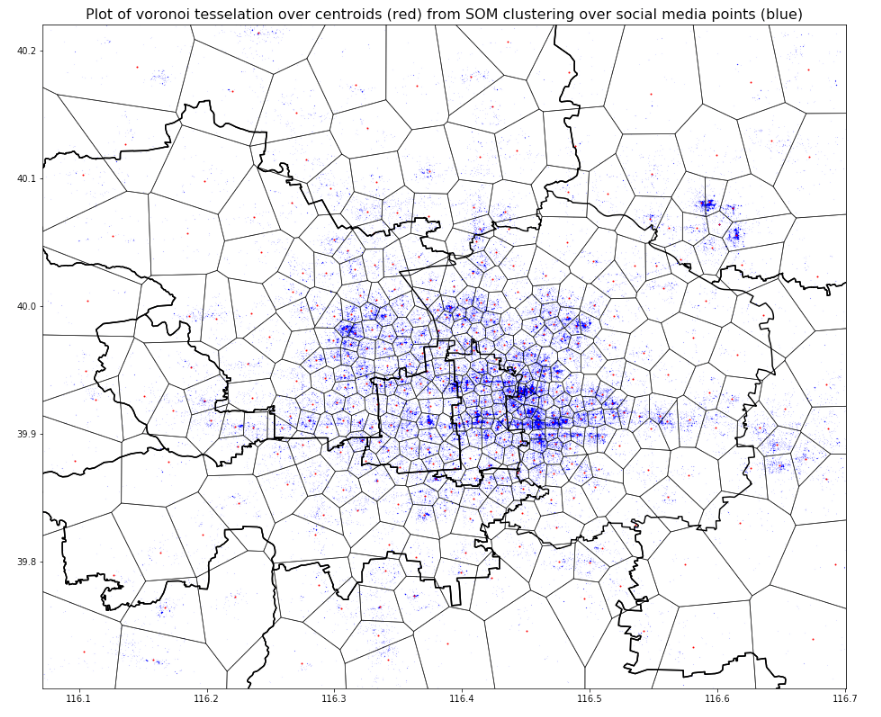 Plot of voronoi tesselation over centroids (red) from SOM clustering over social media points (blue)
40.2
40.1
40.0
39.9
39.8
116.1 116.2 116.3 116.4 116.5 116.6 116.7